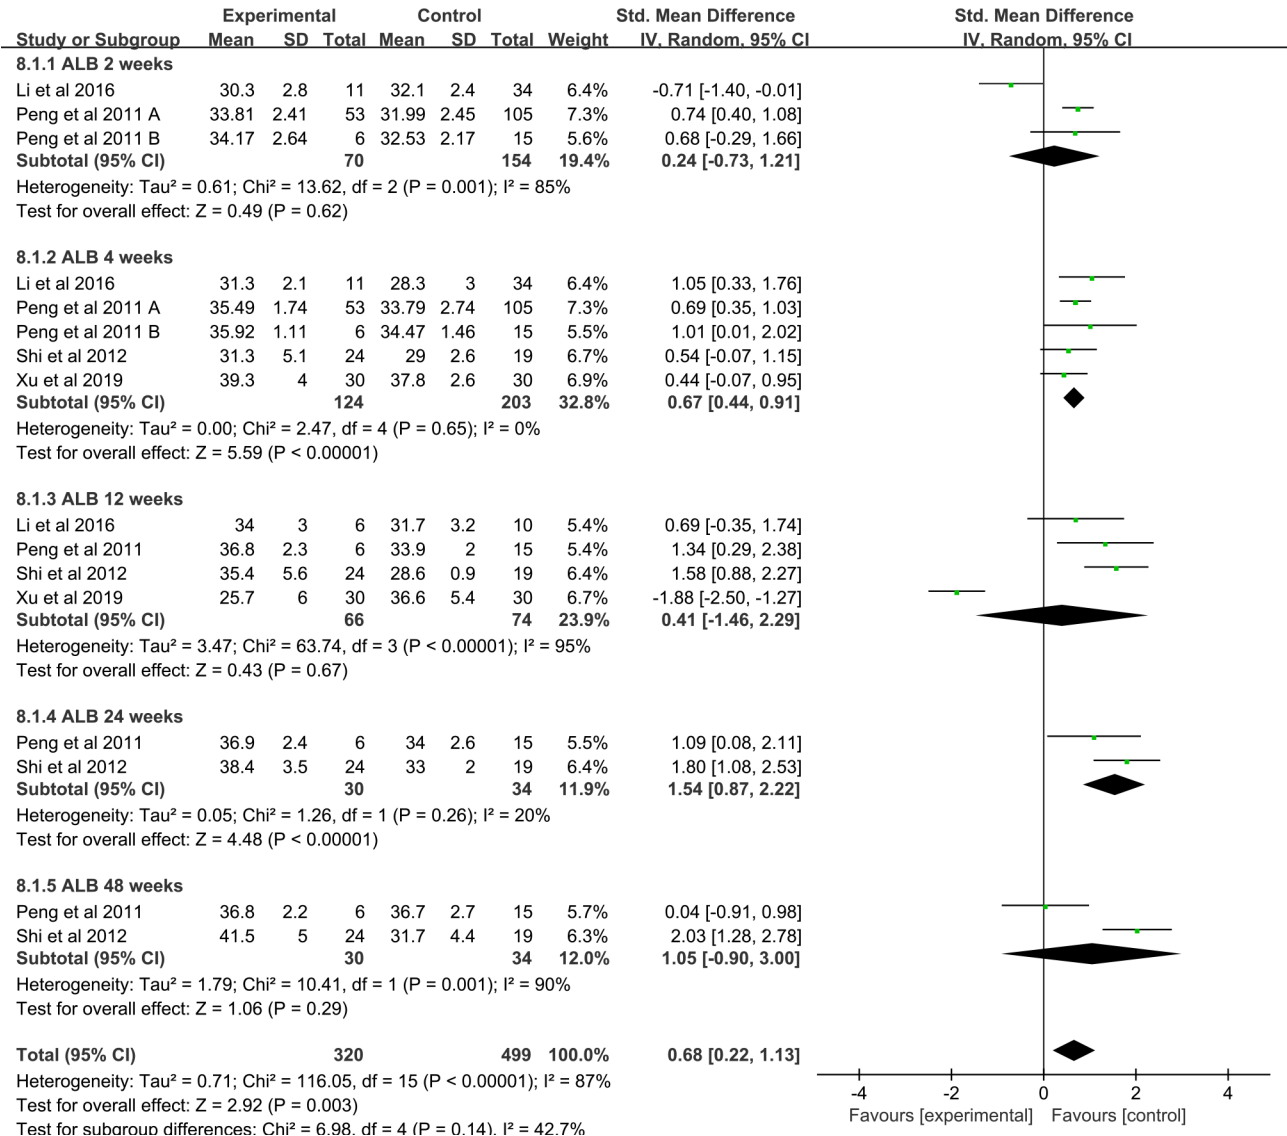 Experimental Control Std. Mean Difference Std. Mean Difference
Study or Subgroup Mean SD Total Mean SD Total Weight IV, Random, 95% CI IV, Random, 95% CI
8.1.1 ALB 2 weeks
Li et al 2016 30.3 2.8 11 32.1 2.4 34 6.4% -0.71 [-1.40, -0.01]
Peng et al 2011 A 33.81 2.41 53 31.99 2.45 105 7.3% 0.74 [0.40, 1.08]
Peng et al 2011 B 34.17 2.64 6 32.53 2.17 15 5.6% 0.68 [-0.29, 1.66]
Subtotal (95% CI) 70 154 19.4% 0.24 [-0.73, 1.21]
Heterogeneity: Tau² = 0.61; Chi² = 13.62, df = 2 (P = 0.001); I² = 85%
Test for overall effect: Z = 0.49 (P = 0.62)
8.1.2 ALB 4 weeks
Li et al 2016 31.3 2.1 11 28.3 3 34 6.4% 1.05 [0.33, 1.76]
Peng et al 2011 A 35.49 1.74 53 33.79 2.74 105 7.3% 0.69 [0.35, 1.03]
Peng et al 2011 B 35.92 1.11 6 34.47 1.46 15 5.5% 1.01 [0.01, 2.02]
Shi et al 2012 31.3 5.1 24 29 2.6 19 6.7% 0.54 [-0.07, 1.15]
Xu et al 2019 39.3 4 30 37.8 2.6 30 6.9% 0.44 [-0.07, 0.95]
Subtotal (95% CI) 124 203 32.8% 0.67 [0.44, 0.91]
Heterogeneity: Tau² = 0.00; Chi² = 2.47, df = 4 (P = 0.65); I² = 0%
Test for overall effect: Z = 5.59 (P < 0.00001)
8.1.3 ALB 12 weeks
Li et al 2016 34 3 6 31.7 3.2 10 5.4% 0.69 [-0.35, 1.74]
Peng et al 2011 36.8 2.3 6 33.9 2 15 5.4% 1.34 [0.29, 2.38]
Shi et al 2012 35.4 5.6 24 28.6 0.9 19 6.4% 1.58 [0.88, 2.27]
Xu et al 2019 25.7 6 30 36.6 5.4 30 6.7% -1.88 [-2.50, -1.27]
Subtotal (95% CI) 66 74 23.9% 0.41 [-1.46, 2.29]
Heterogeneity: Tau² = 3.47; Chi² = 63.74, df = 3 (P < 0.00001); I² = 95%
Test for overall effect: Z = 0.43 (P = 0.67)
8.1.4 ALB 24 weeks
Peng et al 2011 36.9 2.4 6 34 2.6 15 5.5% 1.09 [0.08, 2.11]
Shi et al 2012 38.4 3.5 24 33 2 19 6.4% 1.80 [1.08, 2.53]
Subtotal (95% CI) 30 34 11.9% 1.54 [0.87, 2.22]
Heterogeneity: Tau² = 0.05; Chi² = 1.26, df = 1 (P = 0.26); I² = 20%
Test for overall effect: Z = 4.48 (P < 0.00001)
8.1.5 ALB 48 weeks
Peng et al 2011 36.8 2.2 6 36.7 2.7 15 5.7% 0.04 [-0.91, 0.98]
Shi et al 2012 41.5 5 24 31.7 4.4 19 6.3% 2.03 [1.28, 2.78]
Subtotal (95% CI) 30 34 12.0% 1.05 [-0.90, 3.00]
Heterogeneity: Tau² = 1.79; Chi² = 10.41, df = 1 (P = 0.001); I² = 90%
Test for overall effect: Z = 1.06 (P = 0.29)
Total (95% CI) 320 499 100.0% 0.68 [0.22, 1.13]
Heterogeneity: Tau² = 0.71; Chi² = 116.05, df = 15 (P < 0.00001); I² = 87%
Test for overall effect: Z = 2.92 (P = 0.003)
Test for subgroup differences: Chi² = 6.98, df = 4 (P = 0.14), I² = 42.7%
-4 -2 0 2 4
Favours [experimental] Favours [control]